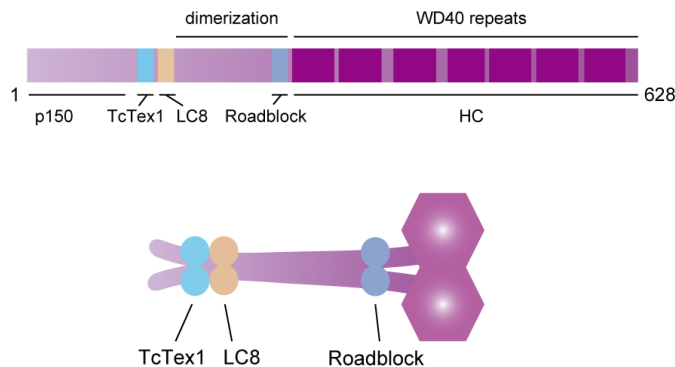 dimerization WD40 repeats
1 628
p150 TcTex1 LC8 Roadblock HC
TcTex1 LC8 Roadblock